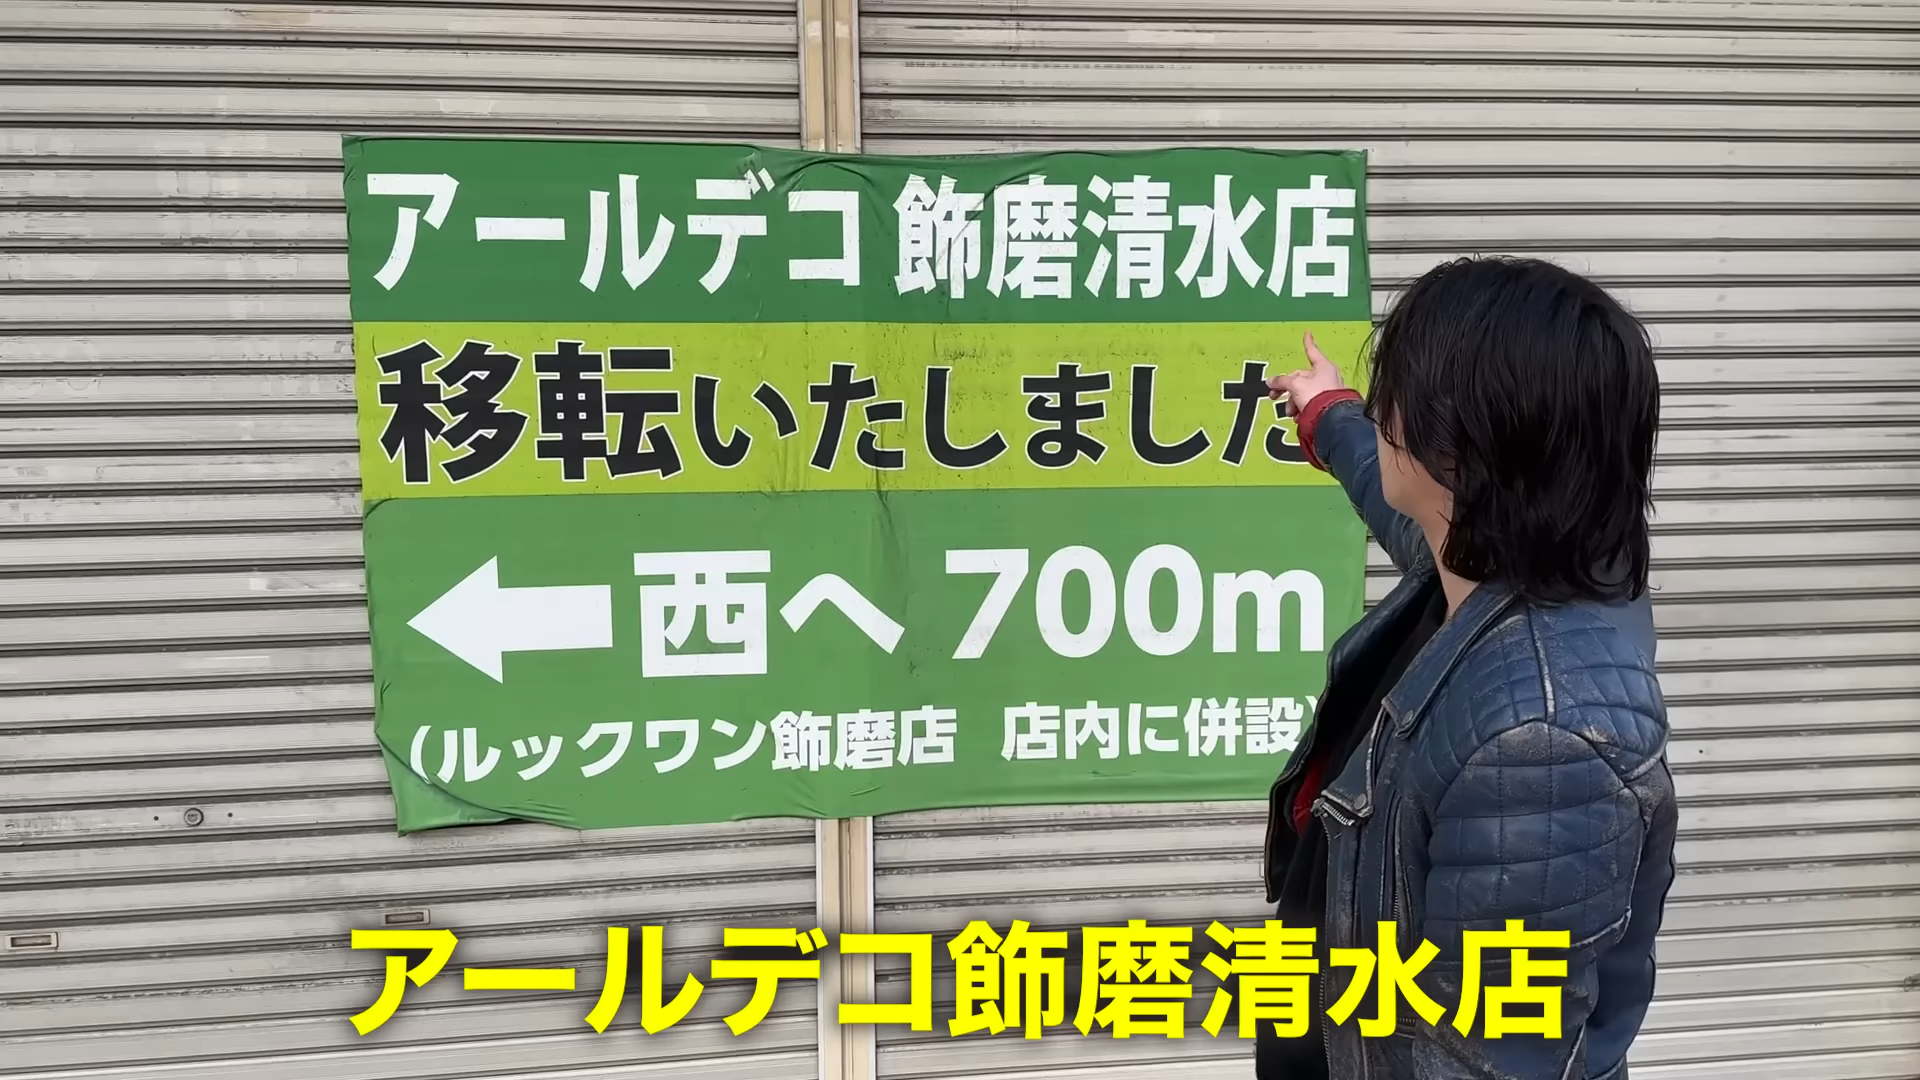 アールデコ 飾磨清水店
移転いたしました
西へ 700m
(ルックワン飾磨店 店内に併設)
アールデコ飾磨清水店